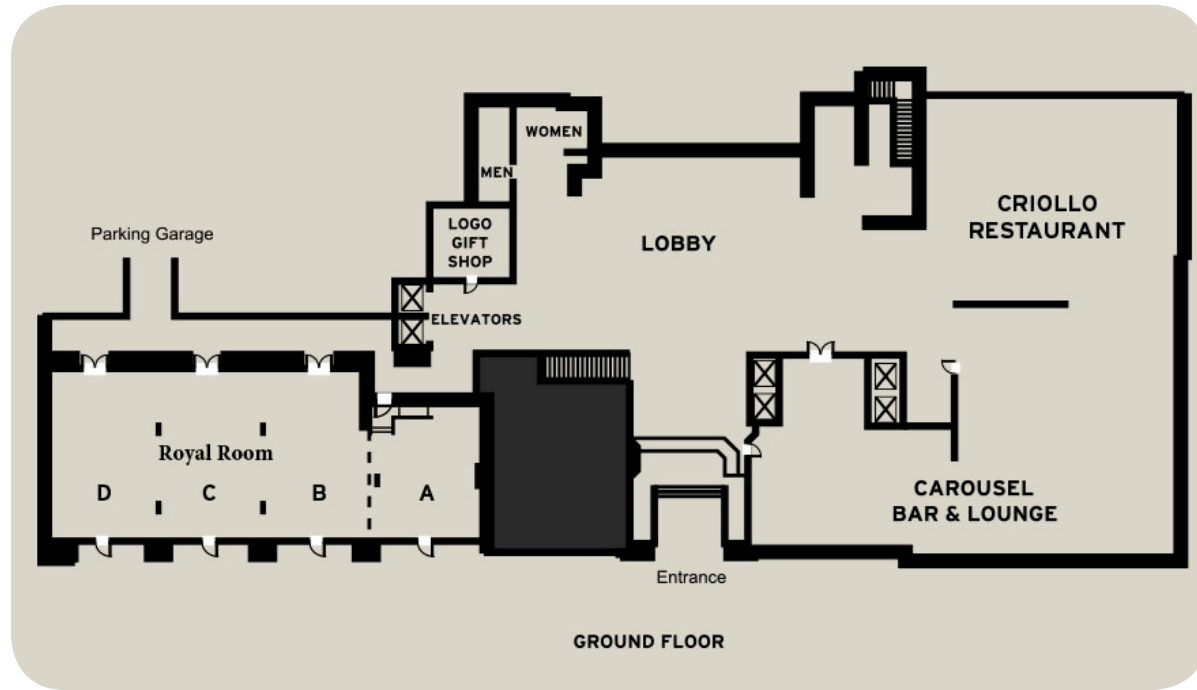 WOMEN
MEN
LOGO
GIFT
SHOP
Parking Garage
ELEVATORS
LOBBY
CRIOLLO
RESTAURANT
Royal Room
D
C
B
A
CAROUSEL
BAR & LOUNGE
Entrance
GROUND FLOOR